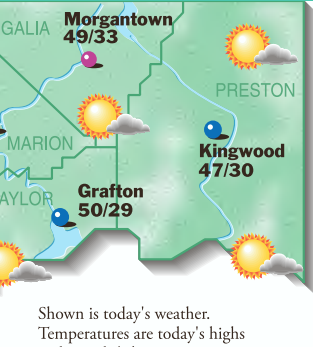 Morgantown
49/33
GALIA
PRESTON
MARION
Kingwood
47/30
AYLOR
Grafton
50/29
Shown is today's weather.
Temperatures are today's highs